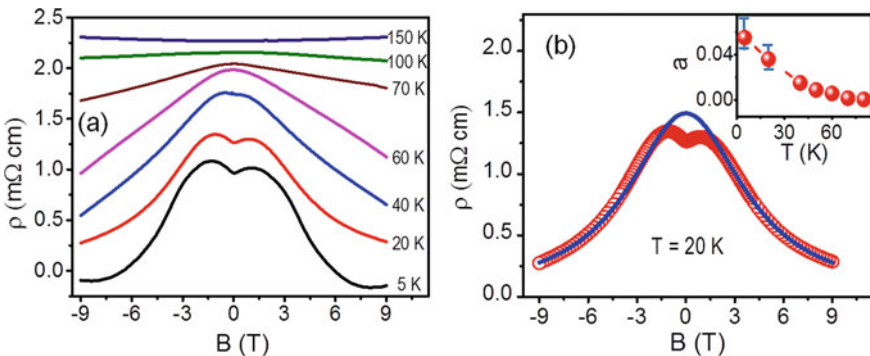 (a)
ρ (mΩ cm)
2.5
2.0
1.5
1.0
0.5
0.0
150 K
100 K
70 K
60 K
40 K
20 K
5 K
-9 -6 -3 0 3 6 9
B (T)
(b)
ρ (mΩ cm)
2.0
1.5
1.0
0.5
0.0
T = 20 K
-9 -6 -3 0 3 6 9
B (T)
a
0.04
0.00
0 30 60
T (K)